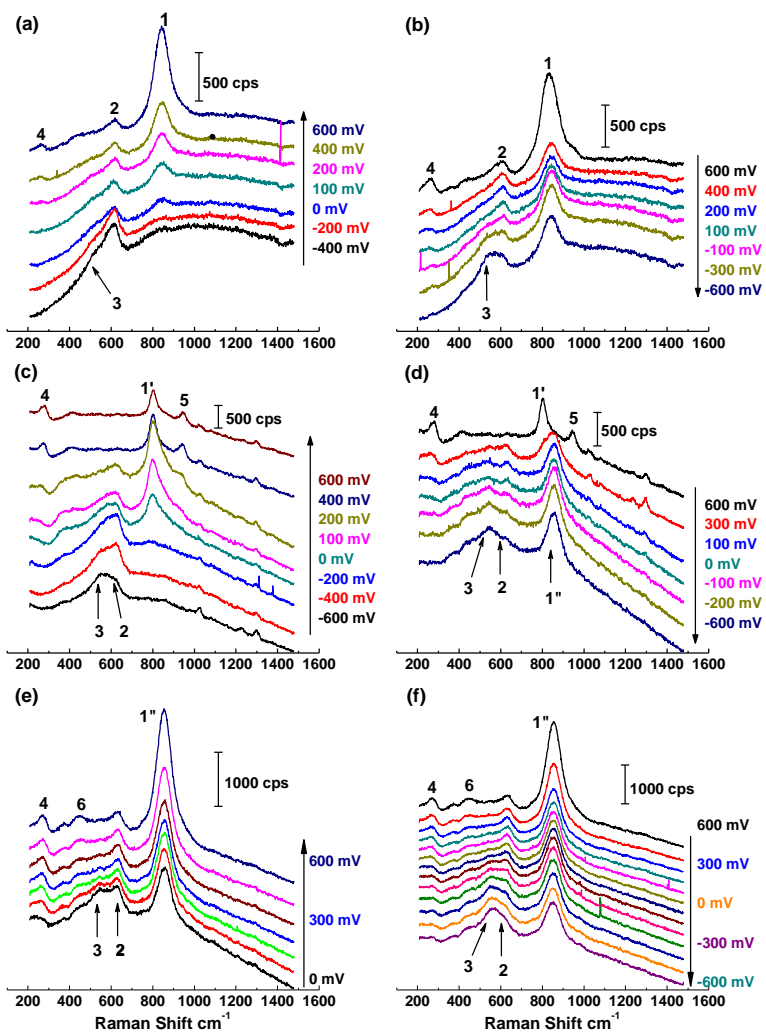 (a)
1
500 cps
2
4
600 mV
400 mV
200 mV
100 mV
0 mV
-200 mV
-400 mV
3
200 400 600 800 1000 1200 1400 1600
(b)
1
500 cps
2
4
600 mV
400 mV
200 mV
100 mV
-100 mV
-300 mV
-600 mV
3
200 400 600 800 1000 1200 1400 1600
(c)
1'
4
5
500 cps
600 mV
400 mV
200 mV
100 mV
0 mV
-200 mV
-400 mV
-600 mV
3 2
200 400 600 800 1000 1200 1400 1600
(d)
1'
4
5
500 cps
600 mV
300 mV
100 mV
0 mV
-100 mV
-200 mV
-600 mV
3 2
1"
200 400 600 800 1000 1200 1400 1600
(e)
1"
1000 cps
4 6
600 mV
300 mV
0 mV
3 2
200 400 600 800 1000 1200 1400 1600
Raman Shift cm-1
(f)
1"
4 6
1000 cps
600 mV
300 mV
0 mV
-300 mV
-600 mV
3 2
200 400 600 800 1000 1200 1400 1600
Raman Shift cm-1